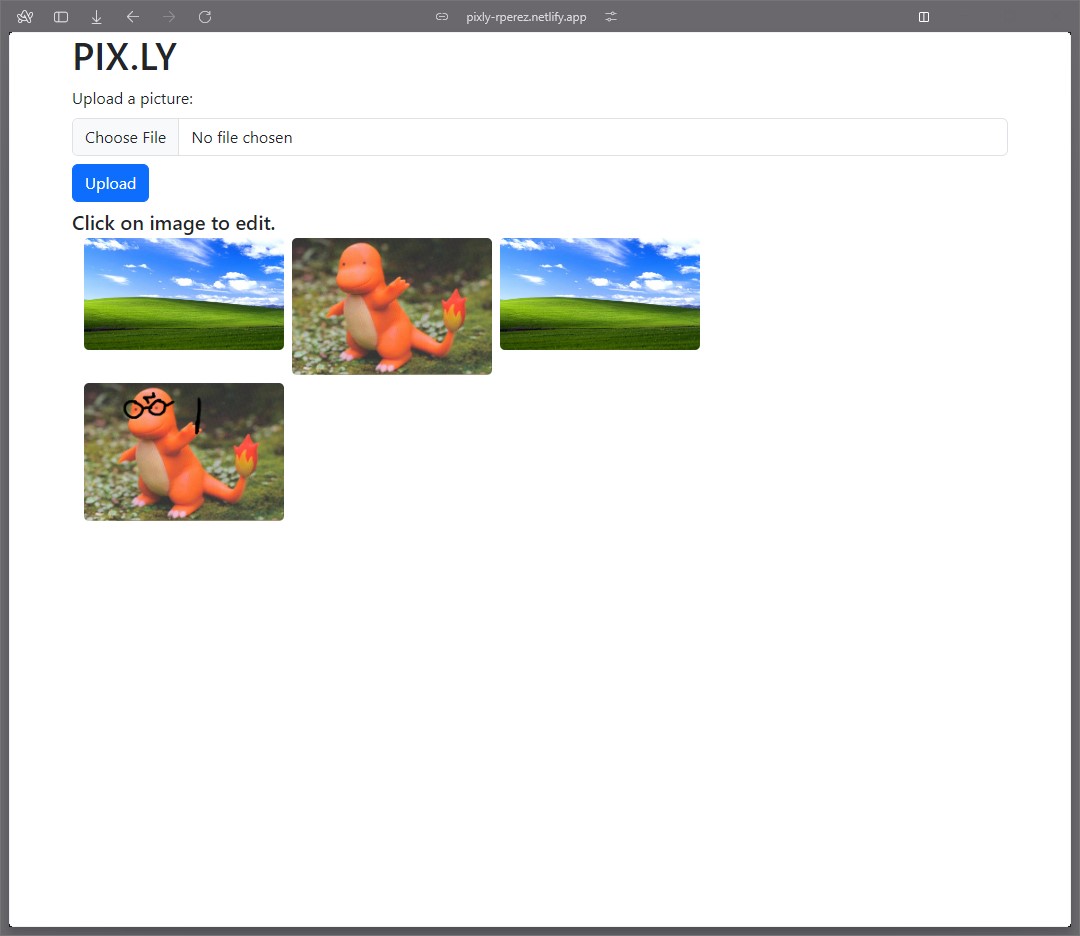 pixly-rperez.netlify.app
PIX.LY
Upload a picture:
Choose File No file chosen
Upload
Click on image to edit.